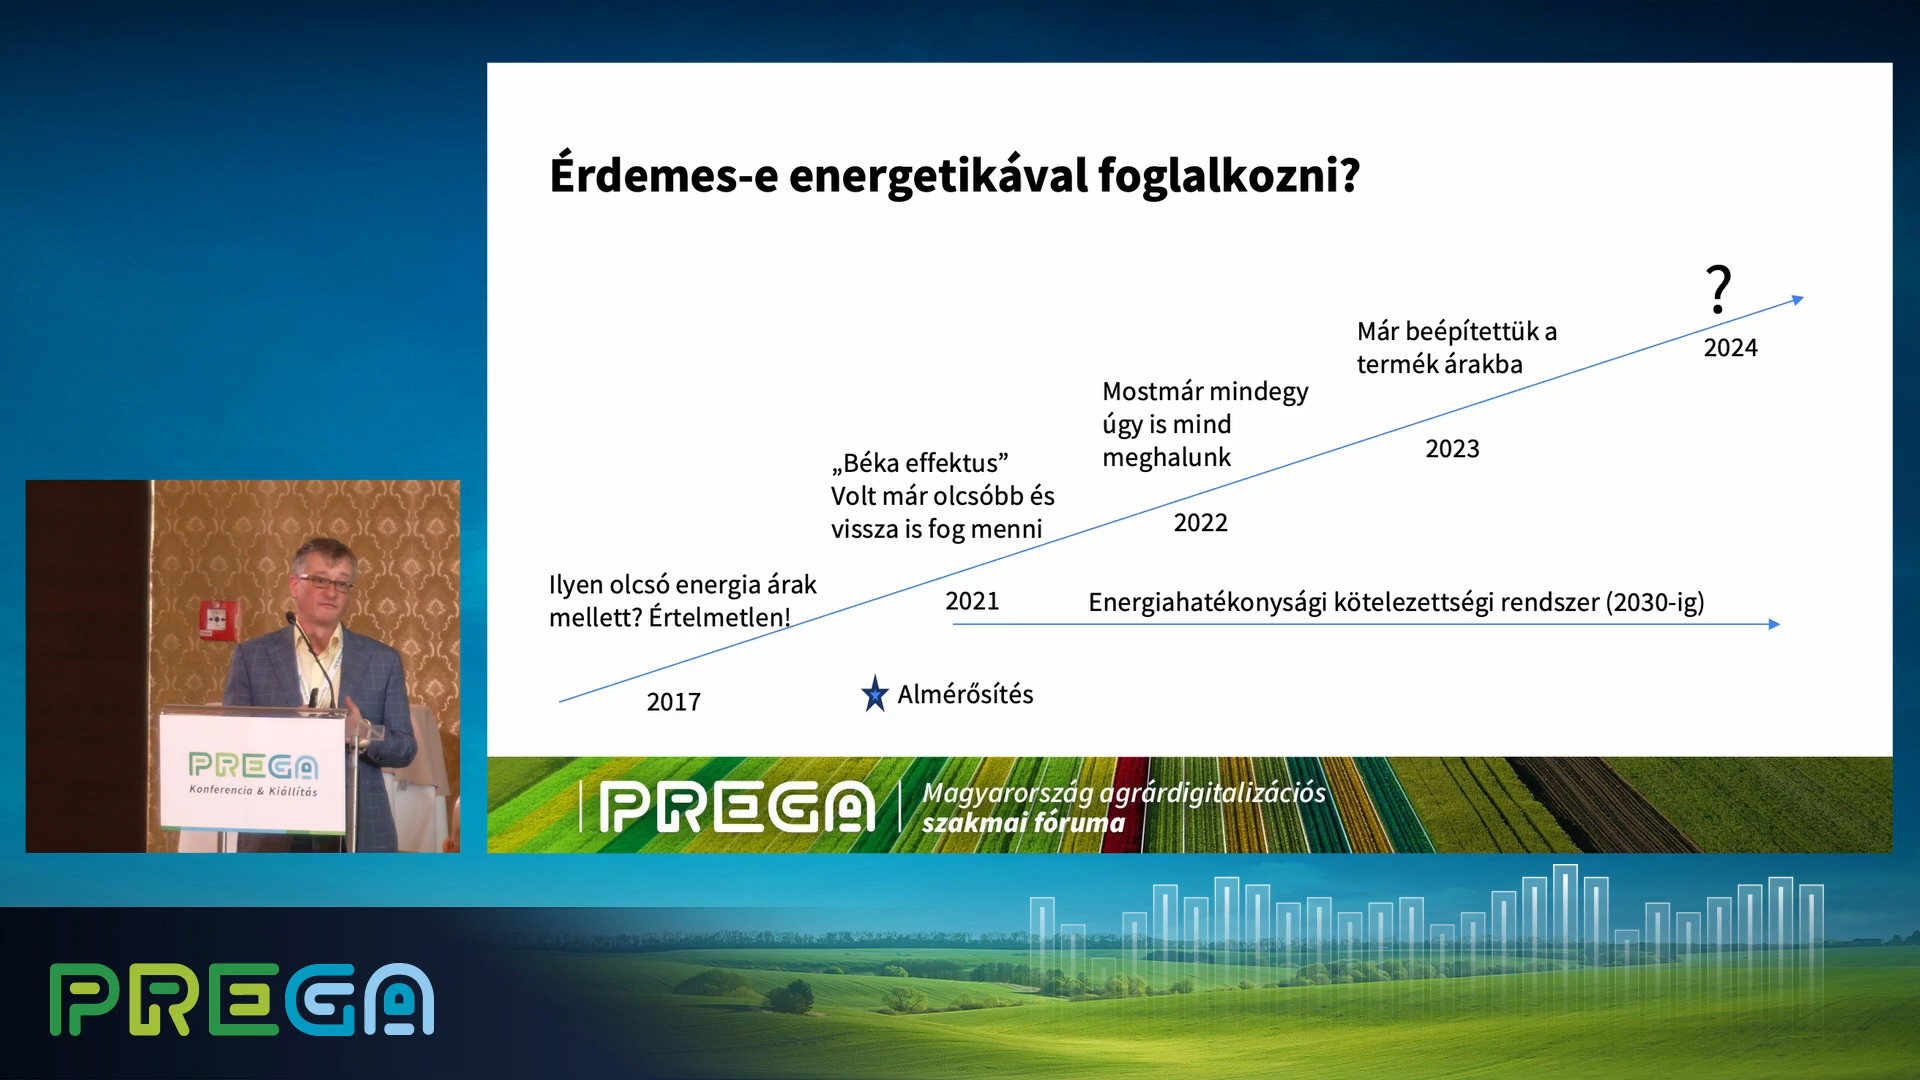 Érdemes-e energetikával foglalkozni?
?
2024
Már beépítettük a
termék árakba
2023
Mostmár mindegy
úgy is mind
meghalunk
2022
„Béka effektus”
Volt már olcsóbb és
vissza is fog menni
2021
Energiahatékonysági kötelezettségi rendszer (2030-ig)
Ilyen olcsó energia árak
mellett? Értelmetlen!
2017
Almérősítés
PREGA
Magyarország agrárdigitalizációs
szakmai fóruma
PREGA
Konferencia & Kiállítás
PREGA